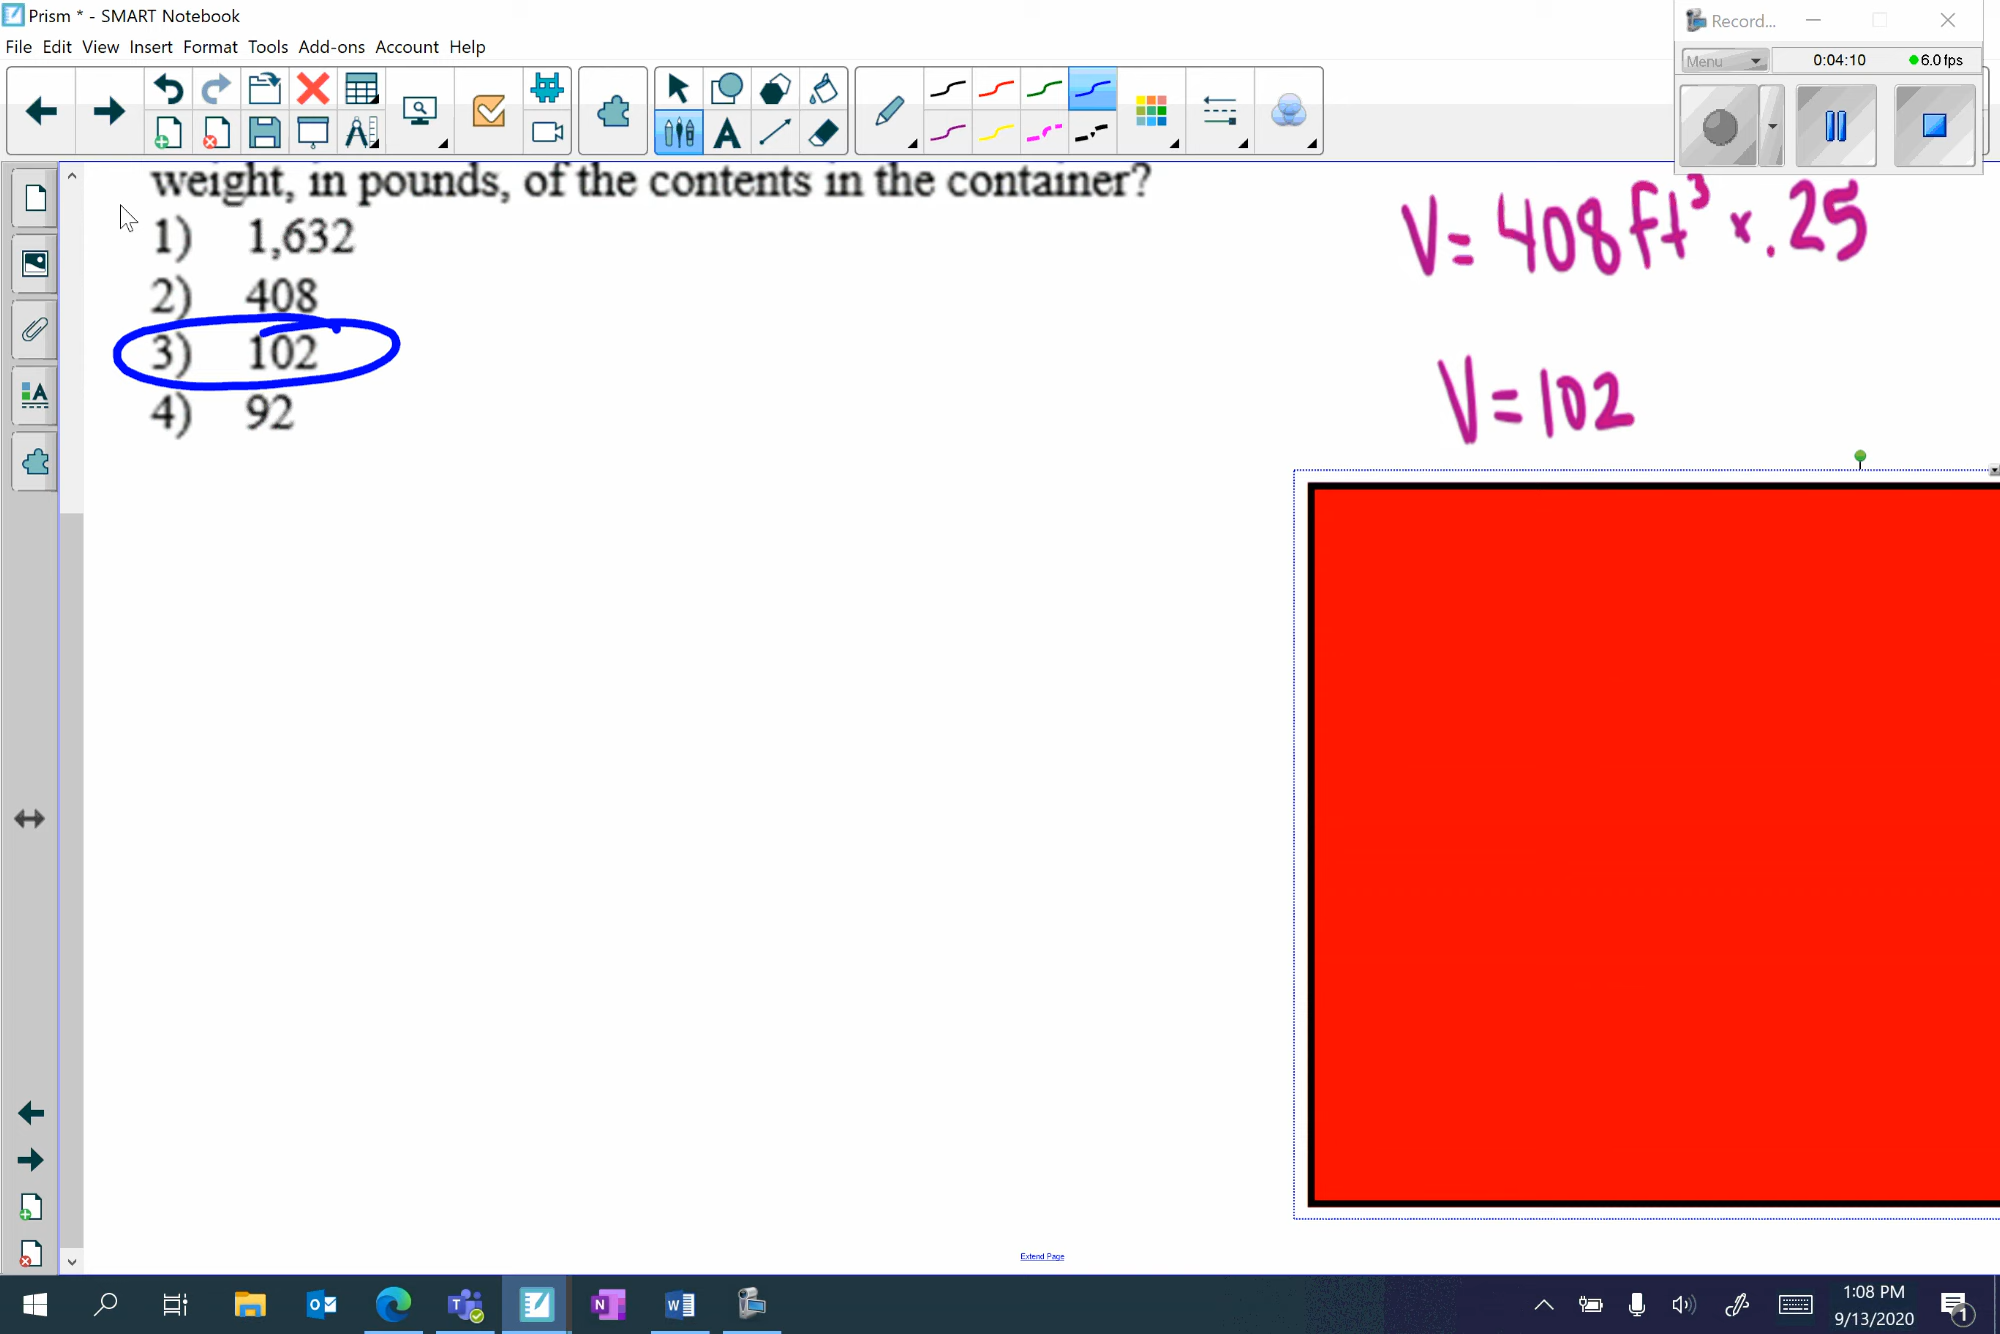 Prism * - SMART Notebook
Record...
File Edit View Insert Format Tools Add-ons Account Help
Menu
0:04:10
6.0fps
weight, in pounds, of the contents in the container?
1) 1,632
2) 408
3) 102
4) 92
V= 408 ft³ x .25
V= 102
Extend Page
1:08 PM
9/13/2020
1